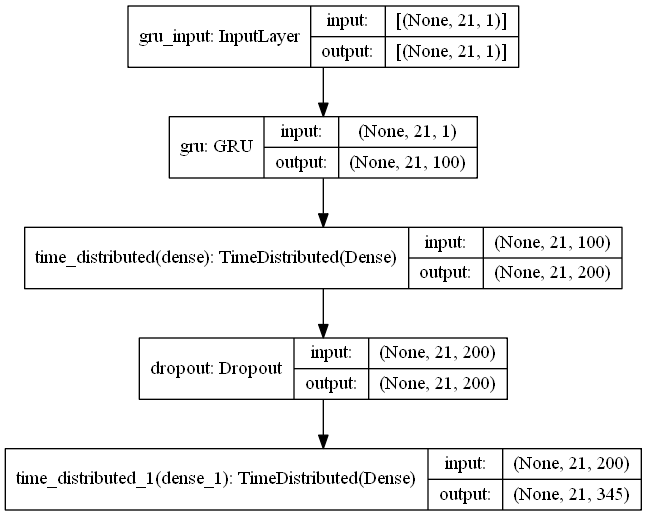 gru_input: InputLayer
input: [(None, 21, 1)]
output: [(None, 21, 1)]
gru: GRU
input: (None, 21, 1)
output: (None, 21, 100)
time_distributed(dense): TimeDistributed(Dense)
input: (None, 21, 100)
output: (None, 21, 200)
dropout: Dropout
input: (None, 21, 200)
output: (None, 21, 200)
time_distributed_1(dense_1): TimeDistributed(Dense)
input: (None, 21, 200)
output: (None, 21, 345)